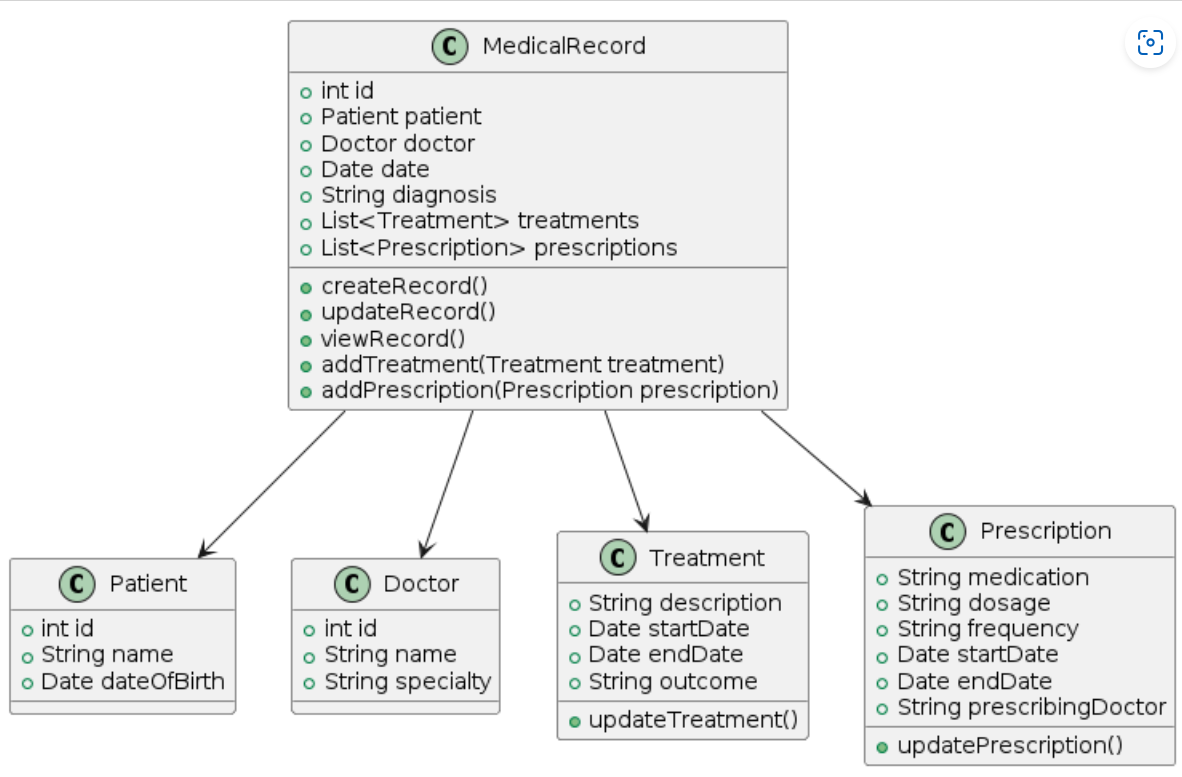 C MedicalRecord
int id
Patient patient
Doctor doctor
Date date
String diagnosis
List<Treatment> treatments
List<Prescription> prescriptions
createRecord()
updateRecord()
viewRecord()
addTreatment(Treatment treatment)
addPrescription(Prescription prescription)
C Patient
int id
String name
Date dateOfBirth
C Doctor
int id
String name
String specialty
C Treatment
String description
Date startDate
Date endDate
String outcome
updateTreatment()
C Prescription
String medication
String dosage
String frequency
Date startDate
Date endDate
String prescribingDoctor
updatePrescription()